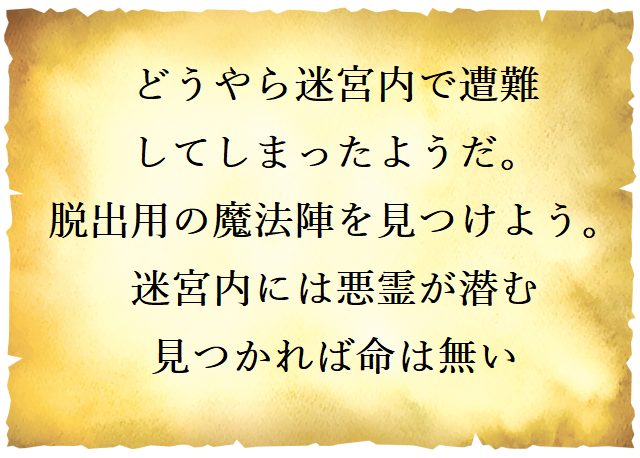 どうやら迷宮内で遭難
してしまったようだ。
脱出用の魔法陣を見つけよう。
迷宮内には悪霊が潜む
見つかれば命は無い